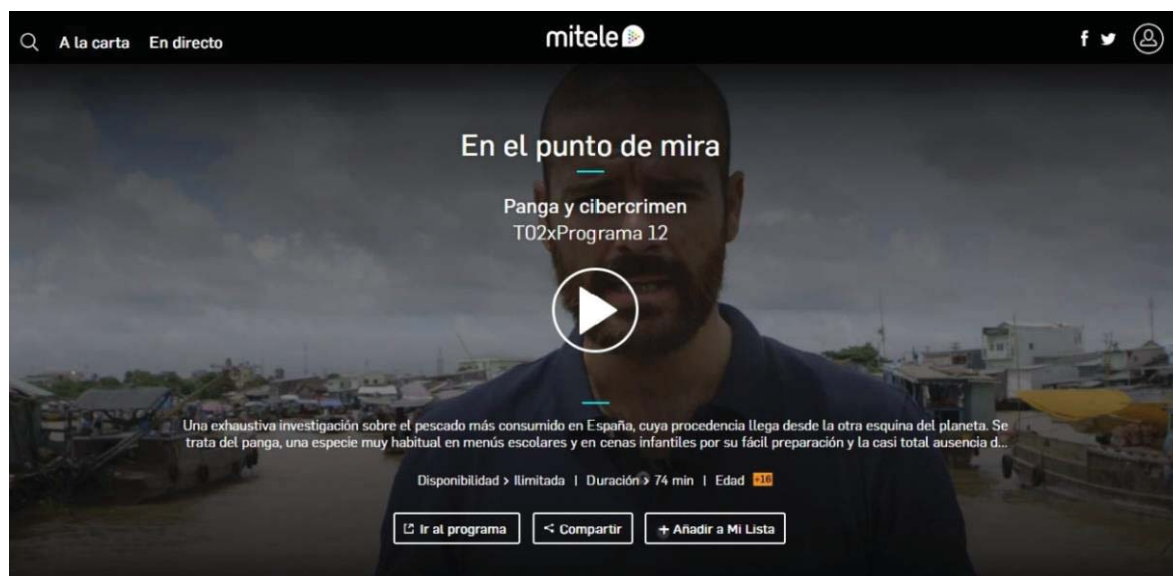 A la carta En directo mitele f
En el punto de mira
Panga y cibercrimen
T02xPrograma 12
Una exhaustiva investigación sobre el pescado más consumido en España, cuya procedencia llega desde la otra esquina del planeta. Se
trata del panga, una especie muy habitual en menús escolares y en cenas infantiles por su fácil preparación y la casi total ausencia d...
Disponibilidad > Ilimitada | Duración > 74 min | Edad +16
Ir al programa Compartir + Añadir a Mi Lista